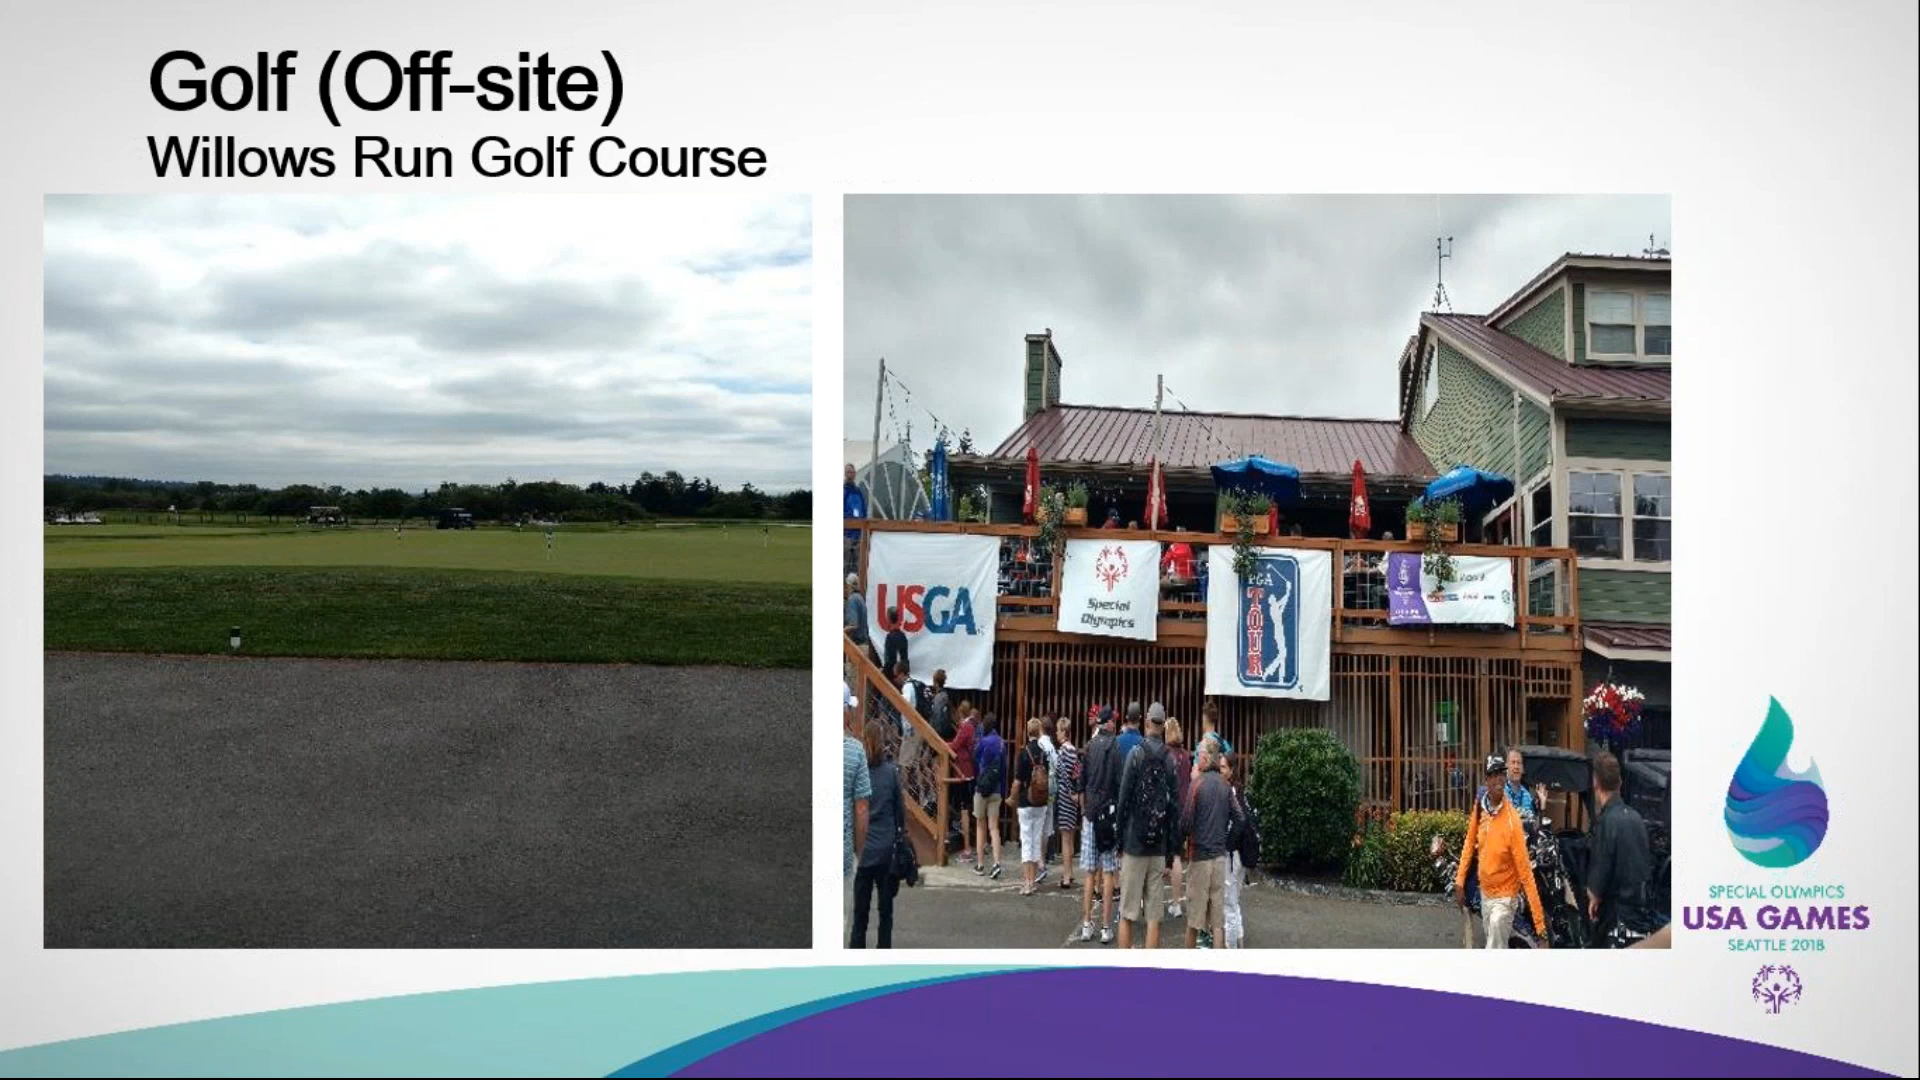 Golf (Off-site)
Willows Run Golf Course
USGA
Special
Olympics
PGA
TOUR
SPECIAL OLYMPICS
USA GAMES
SEATTLE 2018